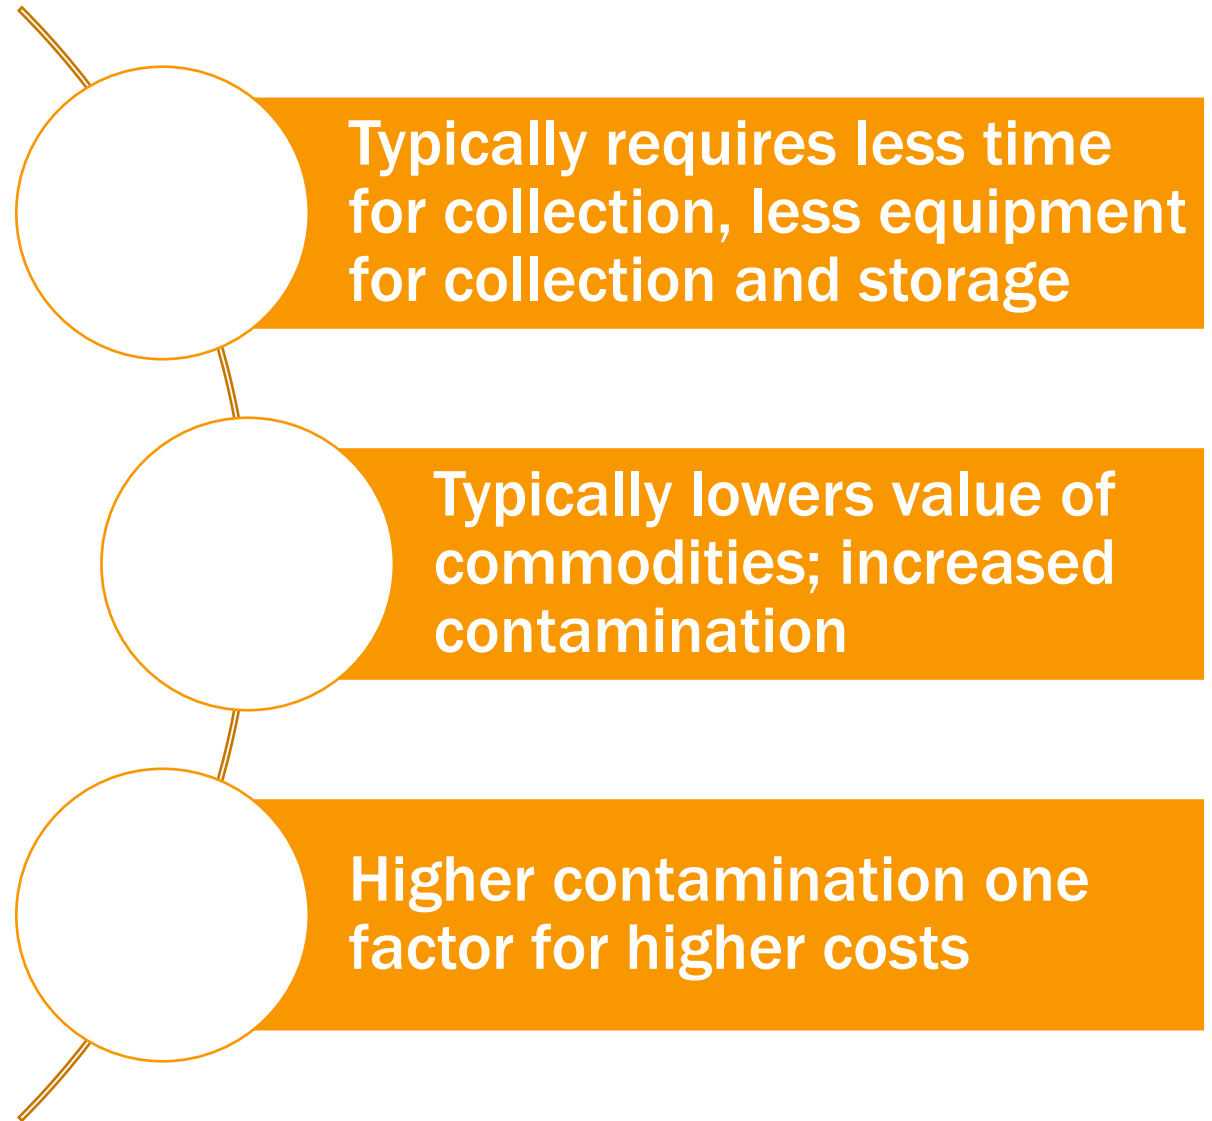 Typically requires less time
for collection, less equipment
for collection and storage
Typically lowers value of
commodities; increased
contamination
Higher contamination one
factor for higher costs